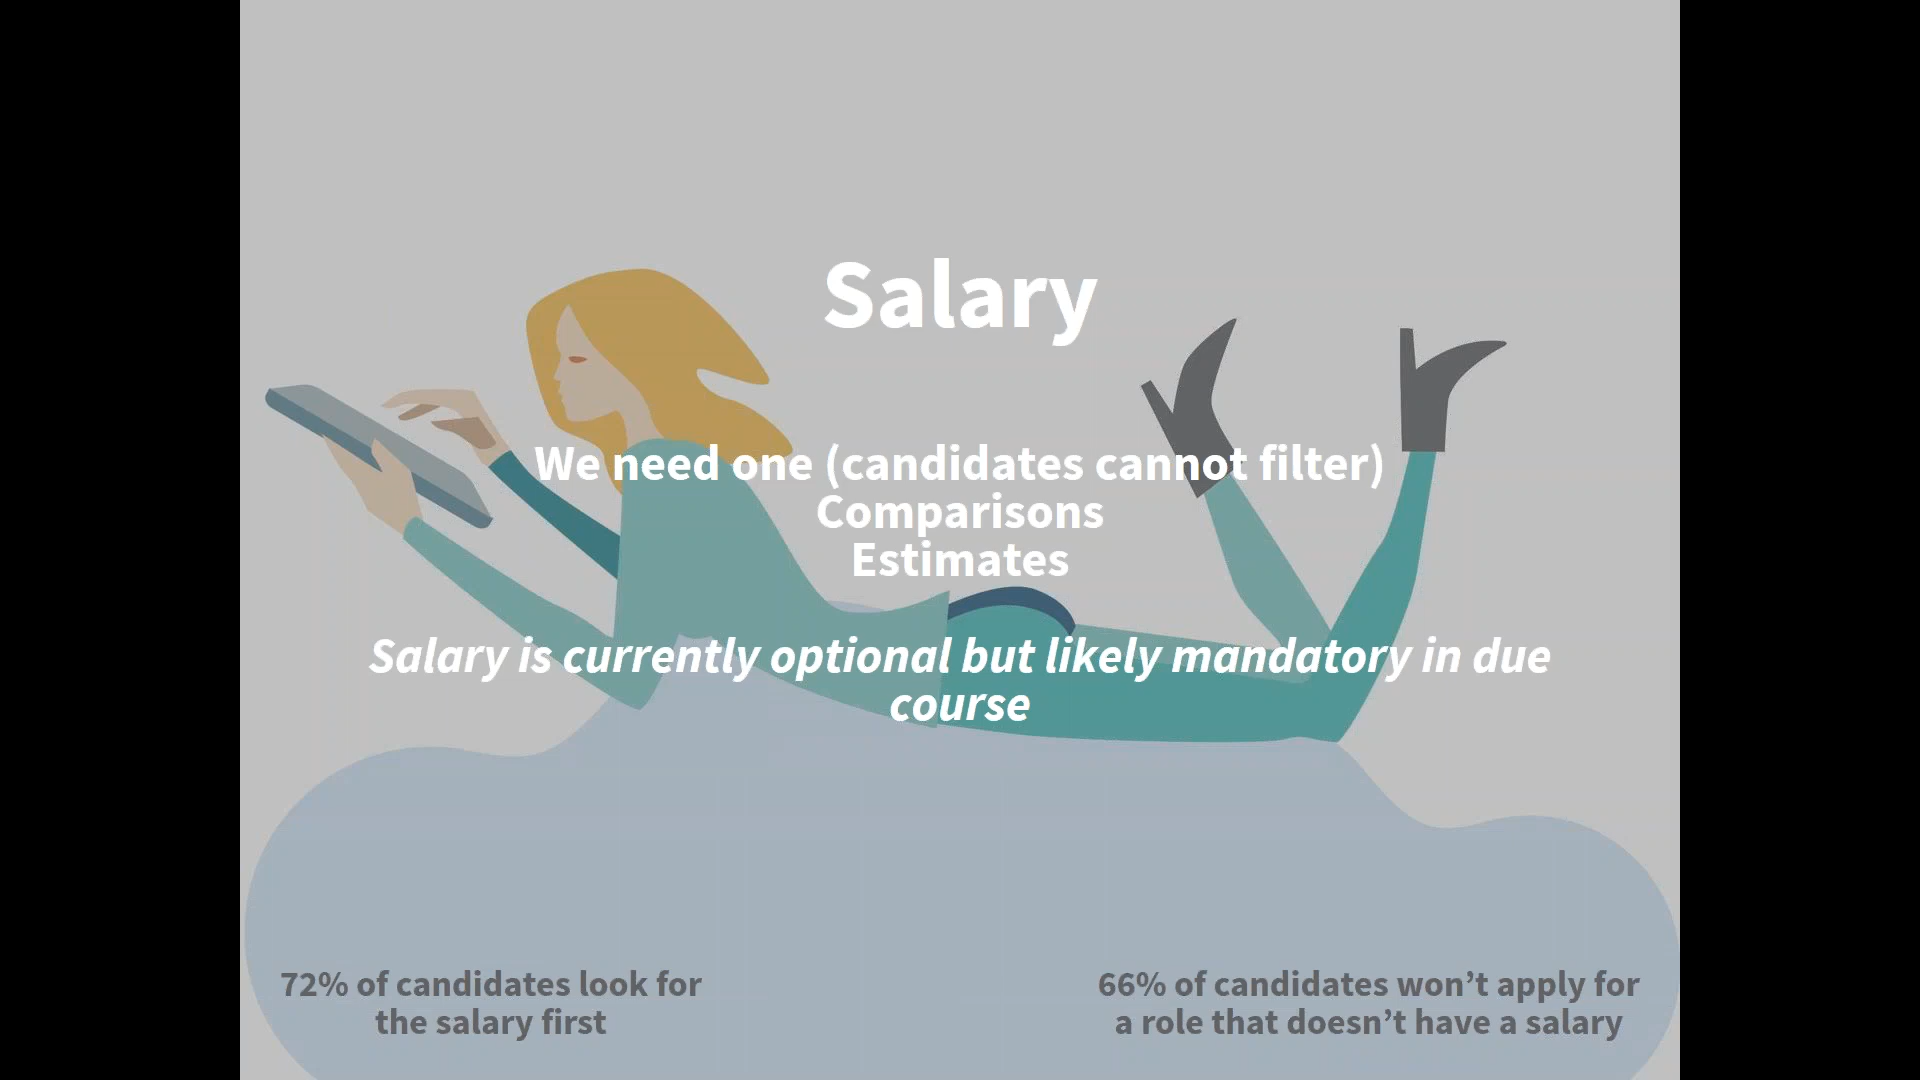 Salary
We need one (candidates cannot filter)
Comparisons
Estimates
Salary is currently optional but likely mandatory in due
course
72% of candidates look for
the salary first
66% of candidates won’t apply for
a role that doesn’t have a salary